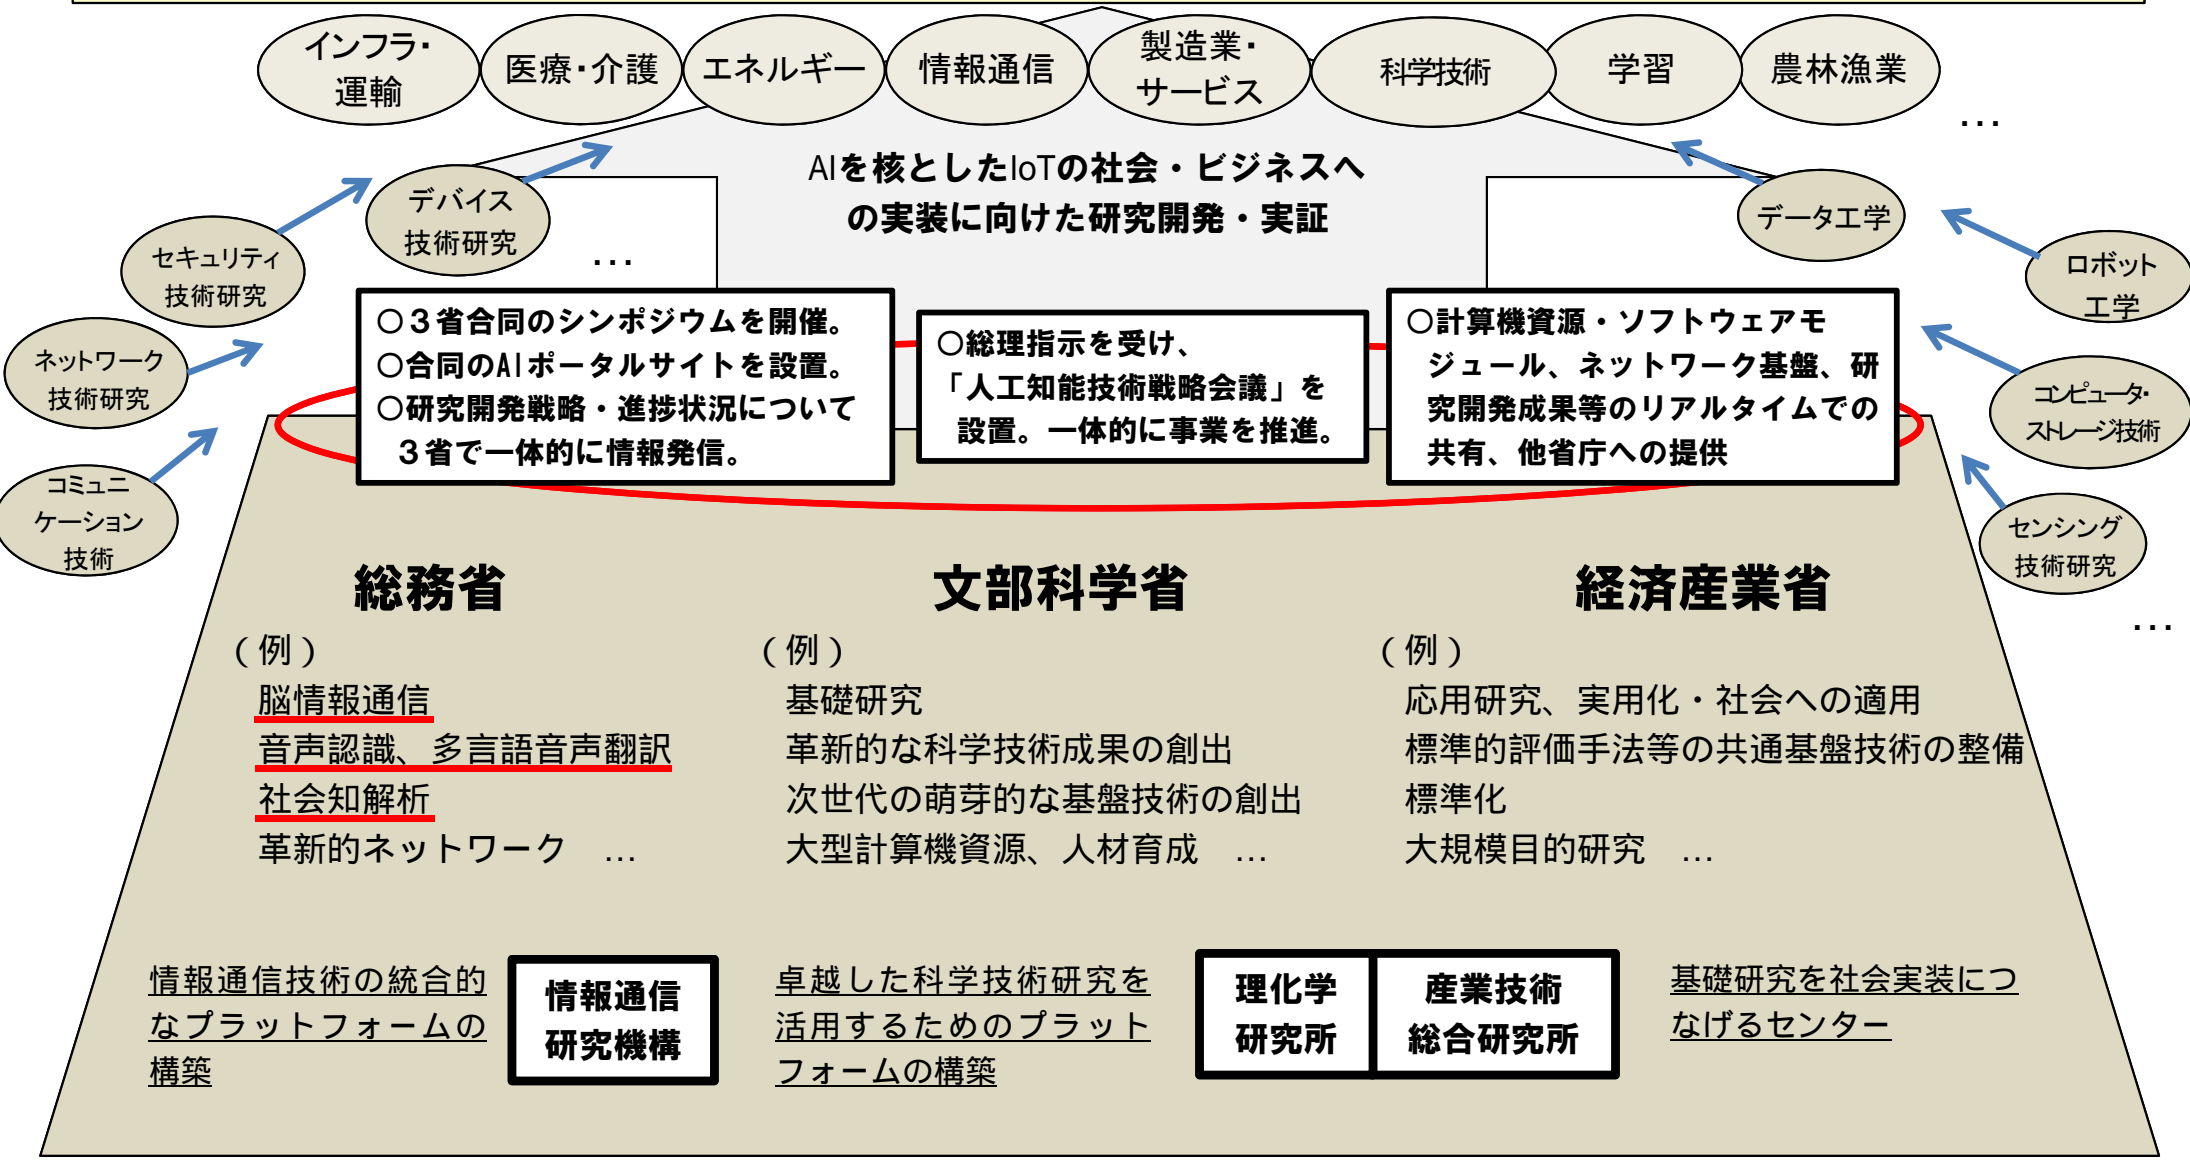 インフラ・
運輸
医療・介護
エネルギー
情報通信
製造業・
サービス
科学技術
学習
農林漁業
…
AIを核としたIoTの社会・ビジネスへ
の実装に向けた研究開発・実証
デバイス
技術研究
…
セキュリティ
技術研究
ネットワーク
技術研究
コミュニ
ケーション
技術
データ工学
ロボット
工学
コンピュータ・
ストレージ技術
センシング
技術研究
…
○３省合同のシンポジウムを開催。
○合同のAIポータルサイトを設置。
○研究開発戦略・進捗状況について
３省で一体的に情報発信。
○総理指示を受け、
「人工知能技術戦略会議」を
設置。一体的に事業を推進。
○計算機資源・ソフトウェアモ
ジュール、ネットワーク基盤、研
究開発成果等のリアルタイムでの
共有、他省庁への提供
総務省
（例）
脳情報通信
音声認識、多言語音声翻訳
社会知解析
革新的ネットワーク　…
文部科学省
（例）
基礎研究
革新的な科学技術成果の創出
次世代の萌芽的な基盤技術の創出
大型計算機資源、人材育成　…
経済産業省
（例）
応用研究、実用化・社会への適用
標準的評価手法等の共通基盤技術の整備
標準化
大規模目的研究　…
情報通信技術の統合的
なプラットフォームの
構築
情報通信
研究機構
卓越した科学技術研究を
活用するためのプラット
フォームの構築
理化学
研究所
産業技術
総合研究所
基礎研究を社会実装につ
なげるセンター